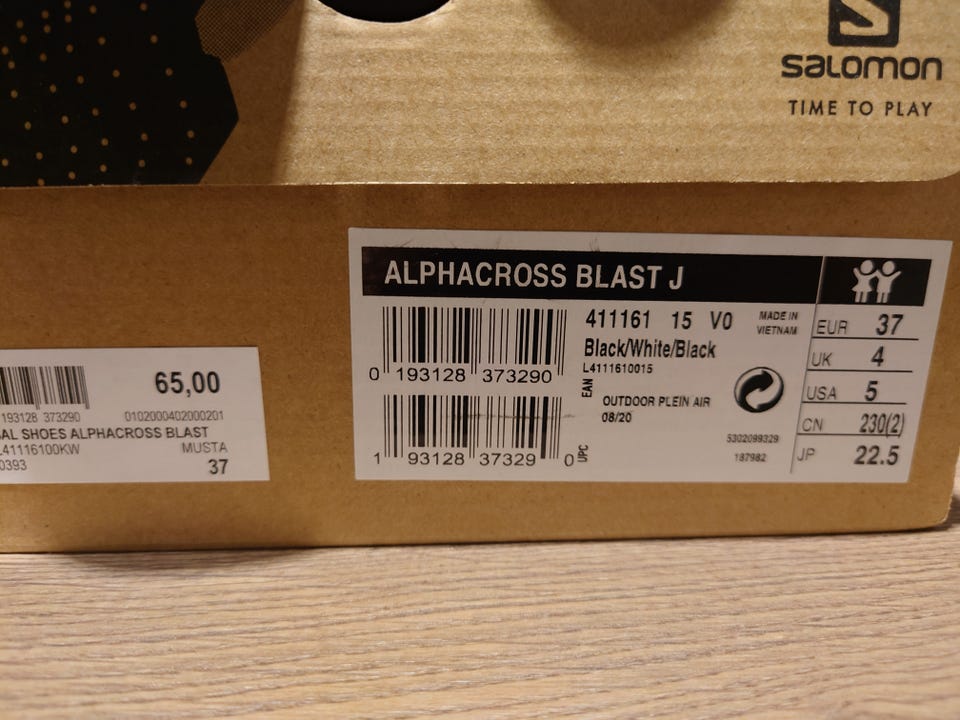 salomon
TIME TO PLAY
ALPHACROSS BLAST J
411161 15 V0
MADE IN
VIETNAM
Black/White/Black
L4111610015
EAN
0 193128 373290
OUTDOOR PLEIN AIR
08/20
5302099329
187982
UPC
1 93128 37329 0
EUR 37
UK 4
USA 5
CN 230(2)
JP 22.5
65,00
193128 373290
0102000402000201
SAL SHOES ALPHACROSS BLAST
L41116100KW
MUSTA
0393
37